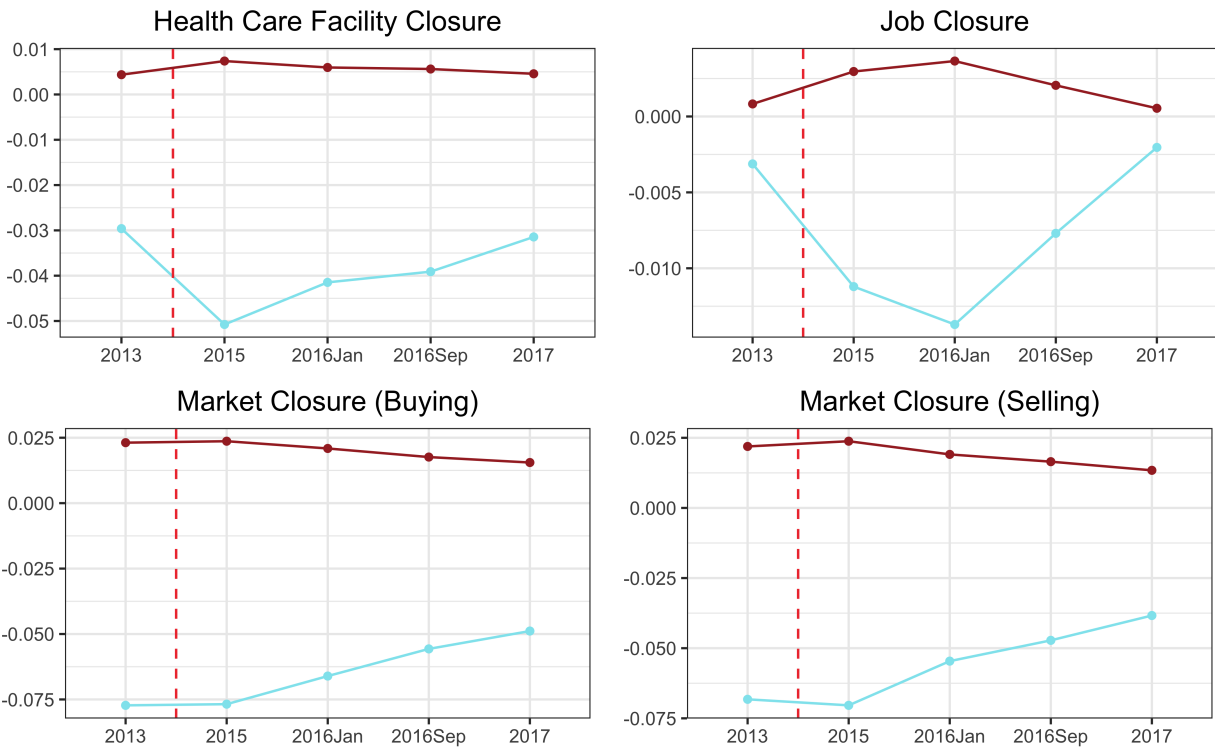 Health Care Facility Closure
0.01
0.00
-0.01
-0.02
-0.03
-0.04
-0.05
2013 2015 2016Jan 2016Sep 2017
Job Closure
0.000
-0.005
-0.010
2013 2015 2016Jan 2016Sep 2017
Market Closure (Buying)
0.025
0.000
-0.025
-0.050
-0.075
2013 2015 2016Jan 2016Sep 2017
Market Closure (Selling)
0.025
0.000
-0.025
-0.050
-0.075
2013 2015 2016Jan 2016Sep 2017